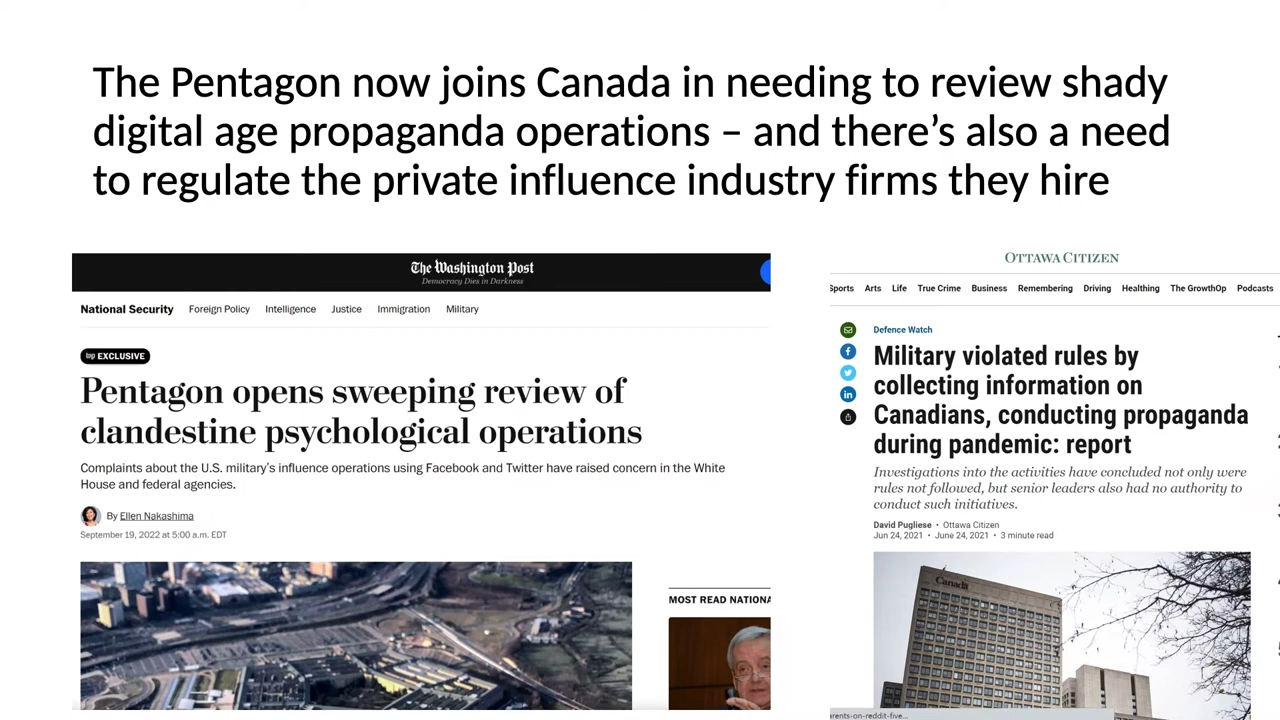 The Pentagon now joins Canada in needing to review shady
digital age propaganda operations – and there's also a need
to regulate the private influence industry firms they hire
The Washington Post
Democracy Dies in Darkness
National Security Foreign Policy Intelligence Justice Immigration Military
wp EXCLUSIVE
Pentagon opens sweeping review of
clandestine psychological operations
Complaints about the U.S. military's influence operations using Facebook and Twitter have raised concern in the White
House and federal agencies.
By Ellen Nakashima
September 19, 2022 at 5:00 a.m. EDT
MOST READ NATIONA
OTTAWA CITIZEN
Sports Arts Life True Crime Business Remembering Driving Healthing The GrowthOp Podcasts
Defence Watch
Military violated rules by
collecting information on
Canadians, conducting propaganda
during pandemic: report
Investigations into the activities have concluded not only were
rules not followed, but senior leaders also had no authority to
conduct such initiatives.
David Pugliese • Ottawa Citizen
Jun 24, 2021 • June 24, 2021 • 3 minute read
Canada
arents-on-reddit-five...